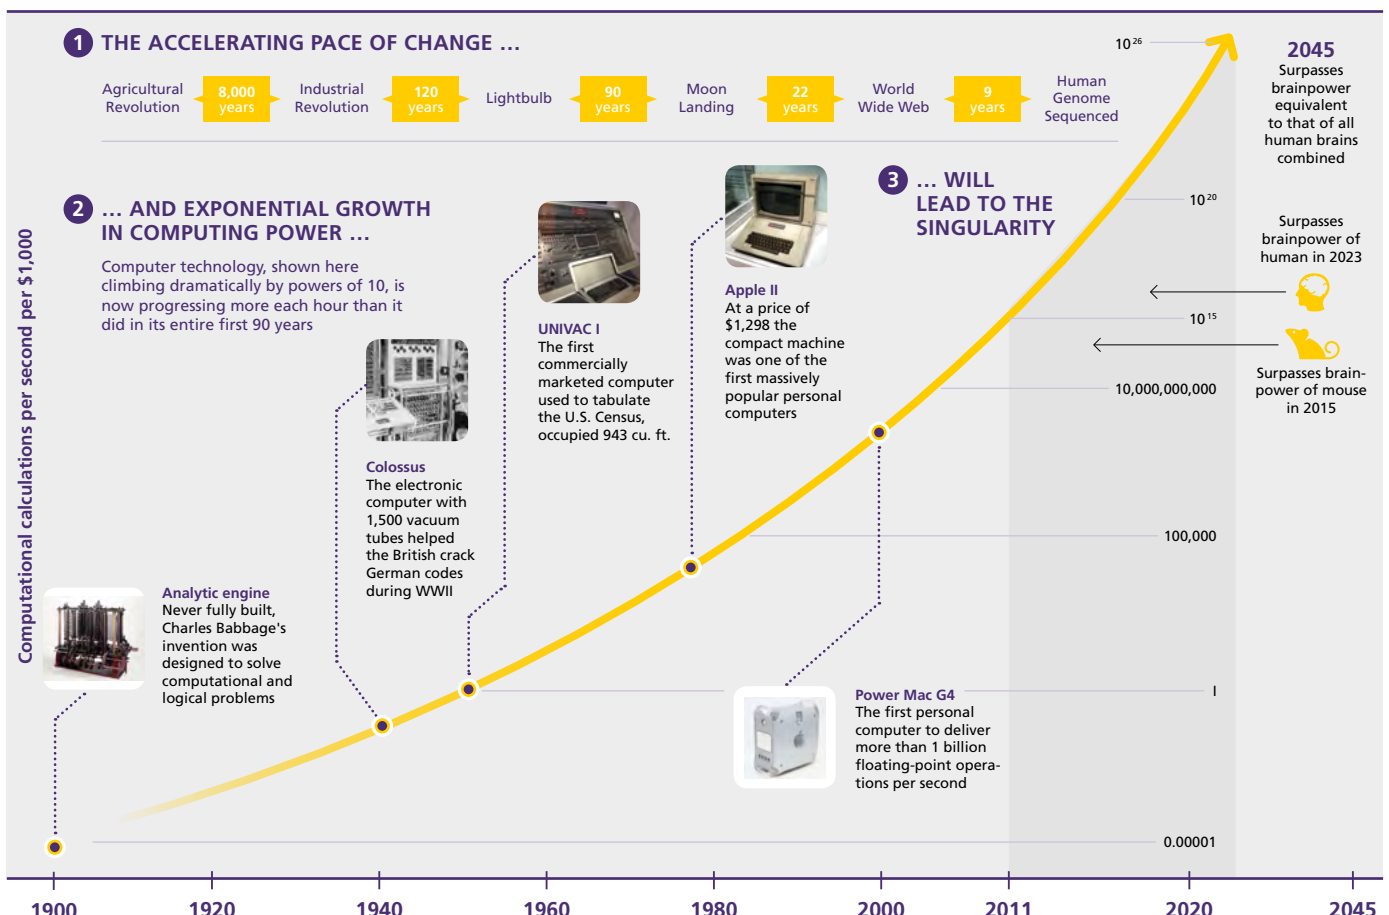 1 THE ACCELERATING PACE OF CHANGE ...
Agricultural
Revolution
8,000
years
Industrial
Revolution
120
years
Lightbulb
90
years
Moon
Landing
22
years
World
Wide Web
9
years
Human
Genome
Sequenced
2 ... AND EXPONENTIAL GROWTH
IN COMPUTING POWER ...
Computer technology, shown here
climbing dramatically by powers of 10, is
now progressing more each hour than it
did in its entire first 90 years
3 ... WILL
LEAD TO THE
SINGULARITY
Computational calculations per second per $1,000
Analytic engine
Never fully built,
Charles Babbage's
invention was
designed to solve
computational and
logical problems
Colossus
The electronic
computer with
1,500 vacuum
tubes helped
the British crack
German codes
during WWII
UNIVAC I
The first
commercially
marketed computer
used to tabulate
the U.S. Census,
occupied 943 cu. ft.
Apple II
At a price of
$1,298 the
compact machine
was one of the
first massively
popular personal
computers
Power Mac G4
The first personal
computer to deliver
more than 1 billion
floating-point opera-
tions per second
10²⁶
10²⁰
10¹⁵
10,000,000,000
100,000
I
0.00001
2045
Surpasses
brainpower
equivalent
to that of all
human brains
combined
Surpasses
brainpower of
human in 2023
Surpasses brain-
power of mouse
in 2015
1900 1920 1940 1960 1980 2000 2011 2020 2045